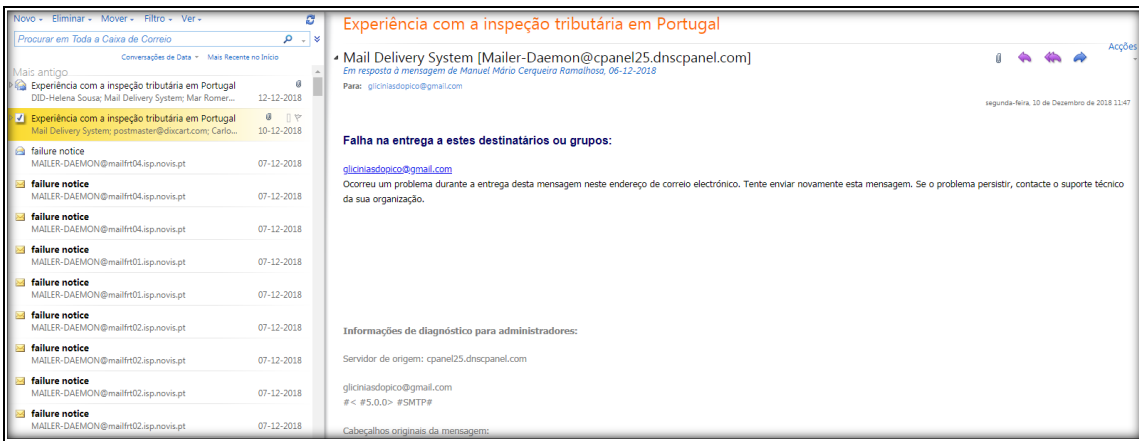 Novo Eliminar Mover Filtro Ver
Procurar em Toda a Caixa de Correio
Conversações de Data Mais Recente no Início
Mais antigo
Experiência com a inspeção tributária em Portugal
DID-Helena Sousa; Mail Delivery System; Mar Romer... 12-12-2018
Experiência com a inspeção tributária em Portugal
Mail Delivery System; postmaster@dixcart.com; Carlo... 10-12-2018
failure notice
MAILER-DAEMON@mailfrt04.isp.novis.pt 07-12-2018
failure notice
MAILER-DAEMON@mailfrt04.isp.novis.pt 07-12-2018
failure notice
MAILER-DAEMON@mailfrt04.isp.novis.pt 07-12-2018
failure notice
MAILER-DAEMON@mailfrt01.isp.novis.pt 07-12-2018
failure notice
MAILER-DAEMON@mailfrt01.isp.novis.pt 07-12-2018
failure notice
MAILER-DAEMON@mailfrt02.isp.novis.pt 07-12-2018
failure notice
MAILER-DAEMON@mailfrt02.isp.novis.pt 07-12-2018
failure notice
MAILER-DAEMON@mailfrt02.isp.novis.pt 07-12-2018
failure notice
MAILER-DAEMON@mailfrt02.isp.novis.pt 07-12-2018
Experiência com a inspeção tributária em Portugal
Acções
Mail Delivery System [Mailer-Daemon@cpanel25.dnscpanel.com]
Em resposta à mensagem de Manuel Mário Cerqueira Ramalhosa, 06-12-2018
Para: gliciniasdopico@gmail.com
segunda-feira, 10 de Dezembro de 2018 11:47
Falha na entrega a estes destinatários ou grupos:
gliciniasdopico@gmail.com
Ocorreu um problema durante a entrega desta mensagem neste endereço de correio electrónico. Tente enviar novamente esta mensagem. Se o problema persistir, contacte o suporte técnico
da sua organização.
Informações de diagnóstico para administradores:
Servidor de origem: cpanel25.dnscpanel.com
gliciniasdopico@gmail.com
#< #5.0.0> #SMTP#
Cabeçalhos originais da mensagem: